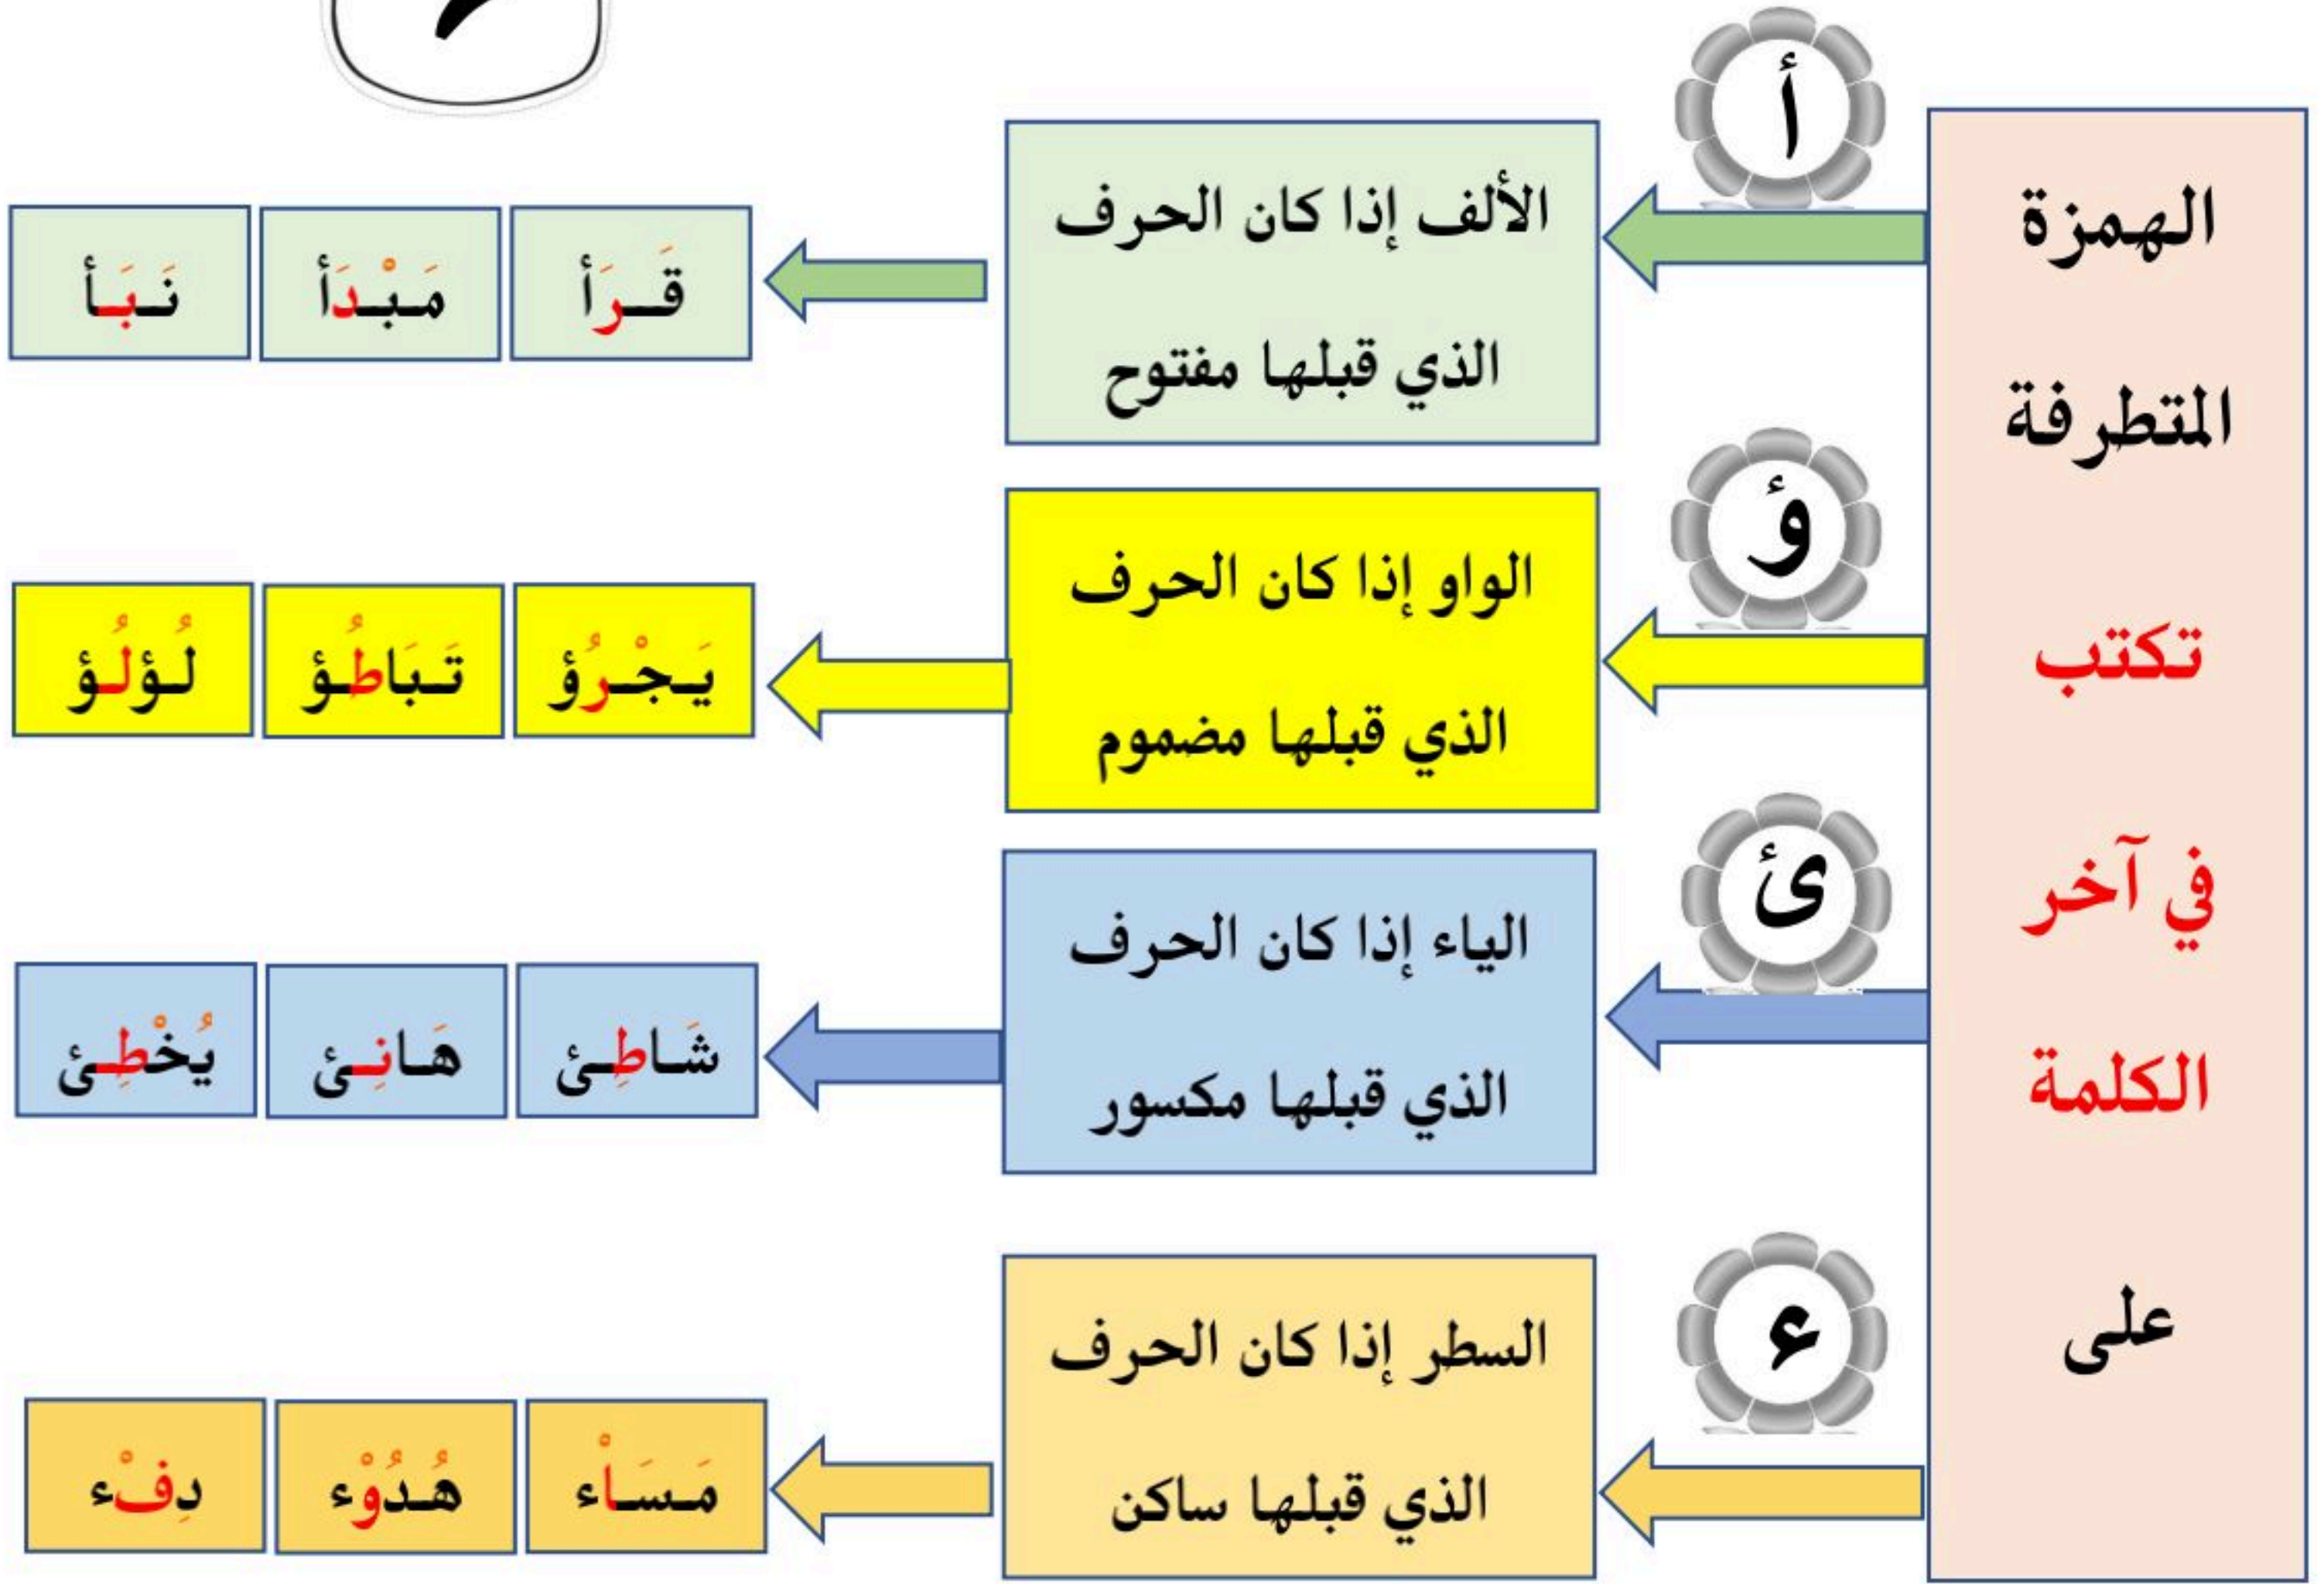 الهمزة
المتطرفة
تكتب
في آخر
الكلمة
على
أ
الألف إذا كان الحرف
الذي قبلها مفتوح
قَـرَأ
مَـبْـدَأ
نَـبَـأ
ؤ
الواو إذا كان الحرف
الذي قبلها مضموم
يَـجْـرُؤ
تَـبَاطُـؤ
لُـؤلُـؤ
ئ
الياء إذا كان الحرف
الذي قبلها مكسور
شَـاطِـئ
هَـانِـئ
يُخْطِـئ
ء
السطر إذا كان الحرف
الذي قبلها ساكن
مَـسَـاْء
هُـدُوْء
دِفْء